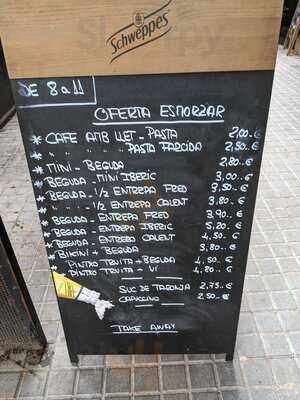 Schweppes
DE 8 a 11
OFERTA ESMORZAR
* CAFE AMB LLET - PASTA 2,00.. €
* " " " " PASTA FARCIDA 2,50.. €
* MINI - BEGUDA 2,80.. €
* BEGUDA - MINI IBERIC 3,00.. €
* BEGUDA - 1/2 ENTREPA FRED 3,50.. €
* BEGUDA - 1/2 ENTREPA CALENT 3,80.. €
* BEGUDA - ENTREPA FRED 3,90.. €
* BEGUDA - ENTREPA IBERIC 5,20.. €
* BEGUDA - ENTREPA CALENT 4,50.. €
* BIKINI + BEGUDA 3,80.. €
* PINTXO TRUITA + BEGUDA 4,50.. €
* PINTXO TRUITA + VI 4,80.. €
SUC DE TARONJA 2,75.. €
CAPUCCINO 2,50.. €
TAKE AWAY